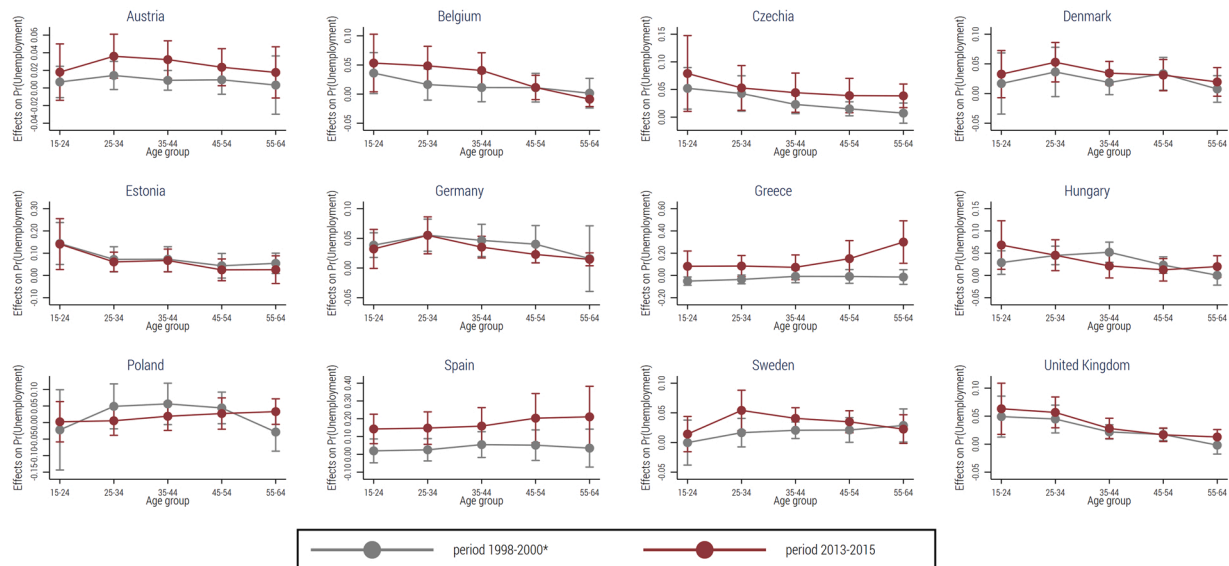 Austria
Effects on Pr(Unemployment)
-0.04 -0.02 0.00 0.02 0.04 0.06
15-24 25-34 35-44 45-54 55-64
Age group
Belgium
Effects on Pr(Unemployment)
-0.05 0.00 0.05 0.10
15-24 25-34 35-44 45-54 55-64
Age group
Czechia
Effects on Pr(Unemployment)
0.00 0.05 0.10 0.15
15-24 25-34 35-44 45-54 55-64
Age group
Denmark
Effects on Pr(Unemployment)
-0.05 0.00 0.05 0.10
15-24 25-34 35-44 45-54 55-64
Age group
Estonia
Effects on Pr(Unemployment)
-0.10 0.00 0.10 0.20 0.30
15-24 25-34 35-44 45-54 55-64
Age group
Germany
Effects on Pr(Unemployment)
-0.05 0.00 0.05 0.10
15-24 25-34 35-44 45-54 55-64
Age group
Greece
Effects on Pr(Unemployment)
-0.20 0.00 0.20 0.40 0.60
15-24 25-34 35-44 45-54 55-64
Age group
Hungary
Effects on Pr(Unemployment)
-0.05 0.00 0.05 0.10 0.15
15-24 25-34 35-44 45-54 55-64
Age group
Poland
Effects on Pr(Unemployment)
-0.15 -0.10 -0.05 0.00 0.05 0.10
15-24 25-34 35-44 45-54 55-64
Age group
Spain
Effects on Pr(Unemployment)
-0.10 0.00 0.10 0.20 0.30 0.40
15-24 25-34 35-44 45-54 55-64
Age group
Sweden
Effects on Pr(Unemployment)
-0.05 0.00 0.05 0.10
15-24 25-34 35-44 45-54 55-64
Age group
United Kingdom
Effects on Pr(Unemployment)
-0.05 0.00 0.05 0.10
15-24 25-34 35-44 45-54 55-64
Age group
period 1998-2000* period 2013-2015